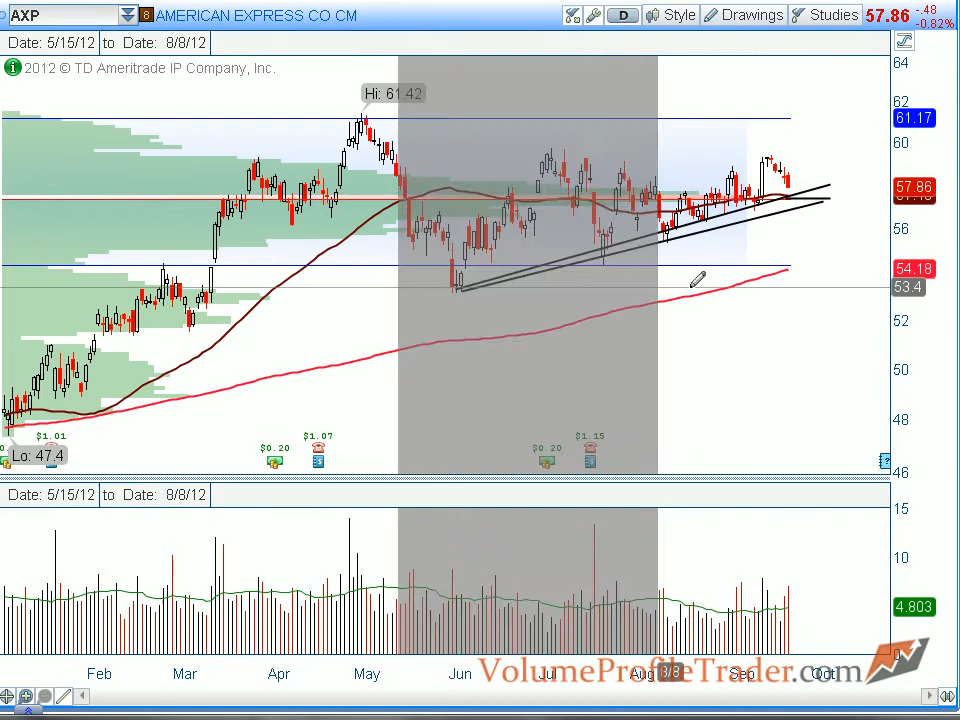 AXP 8 AMERICAN EXPRESS CO CM D Style Drawings Studies 57.86 -.48 -0.82%
Date: 5/15/12 to Date: 8/8/12
2012 © TD Ameritrade IP Company, Inc.
64
Hi: 61.42
62
61.17
60
57.86
56
54.18
53.4
52
50
48
$1.01 $0.20 $1.07 $0.20 $1.15
Lo: 47.4
46
Date: 5/15/12 to Date: 8/8/12
15
10
4.803
0
Feb Mar Apr May Jun Jul Aug 8/8 Sep Oct
VolumeProfileTrader.com